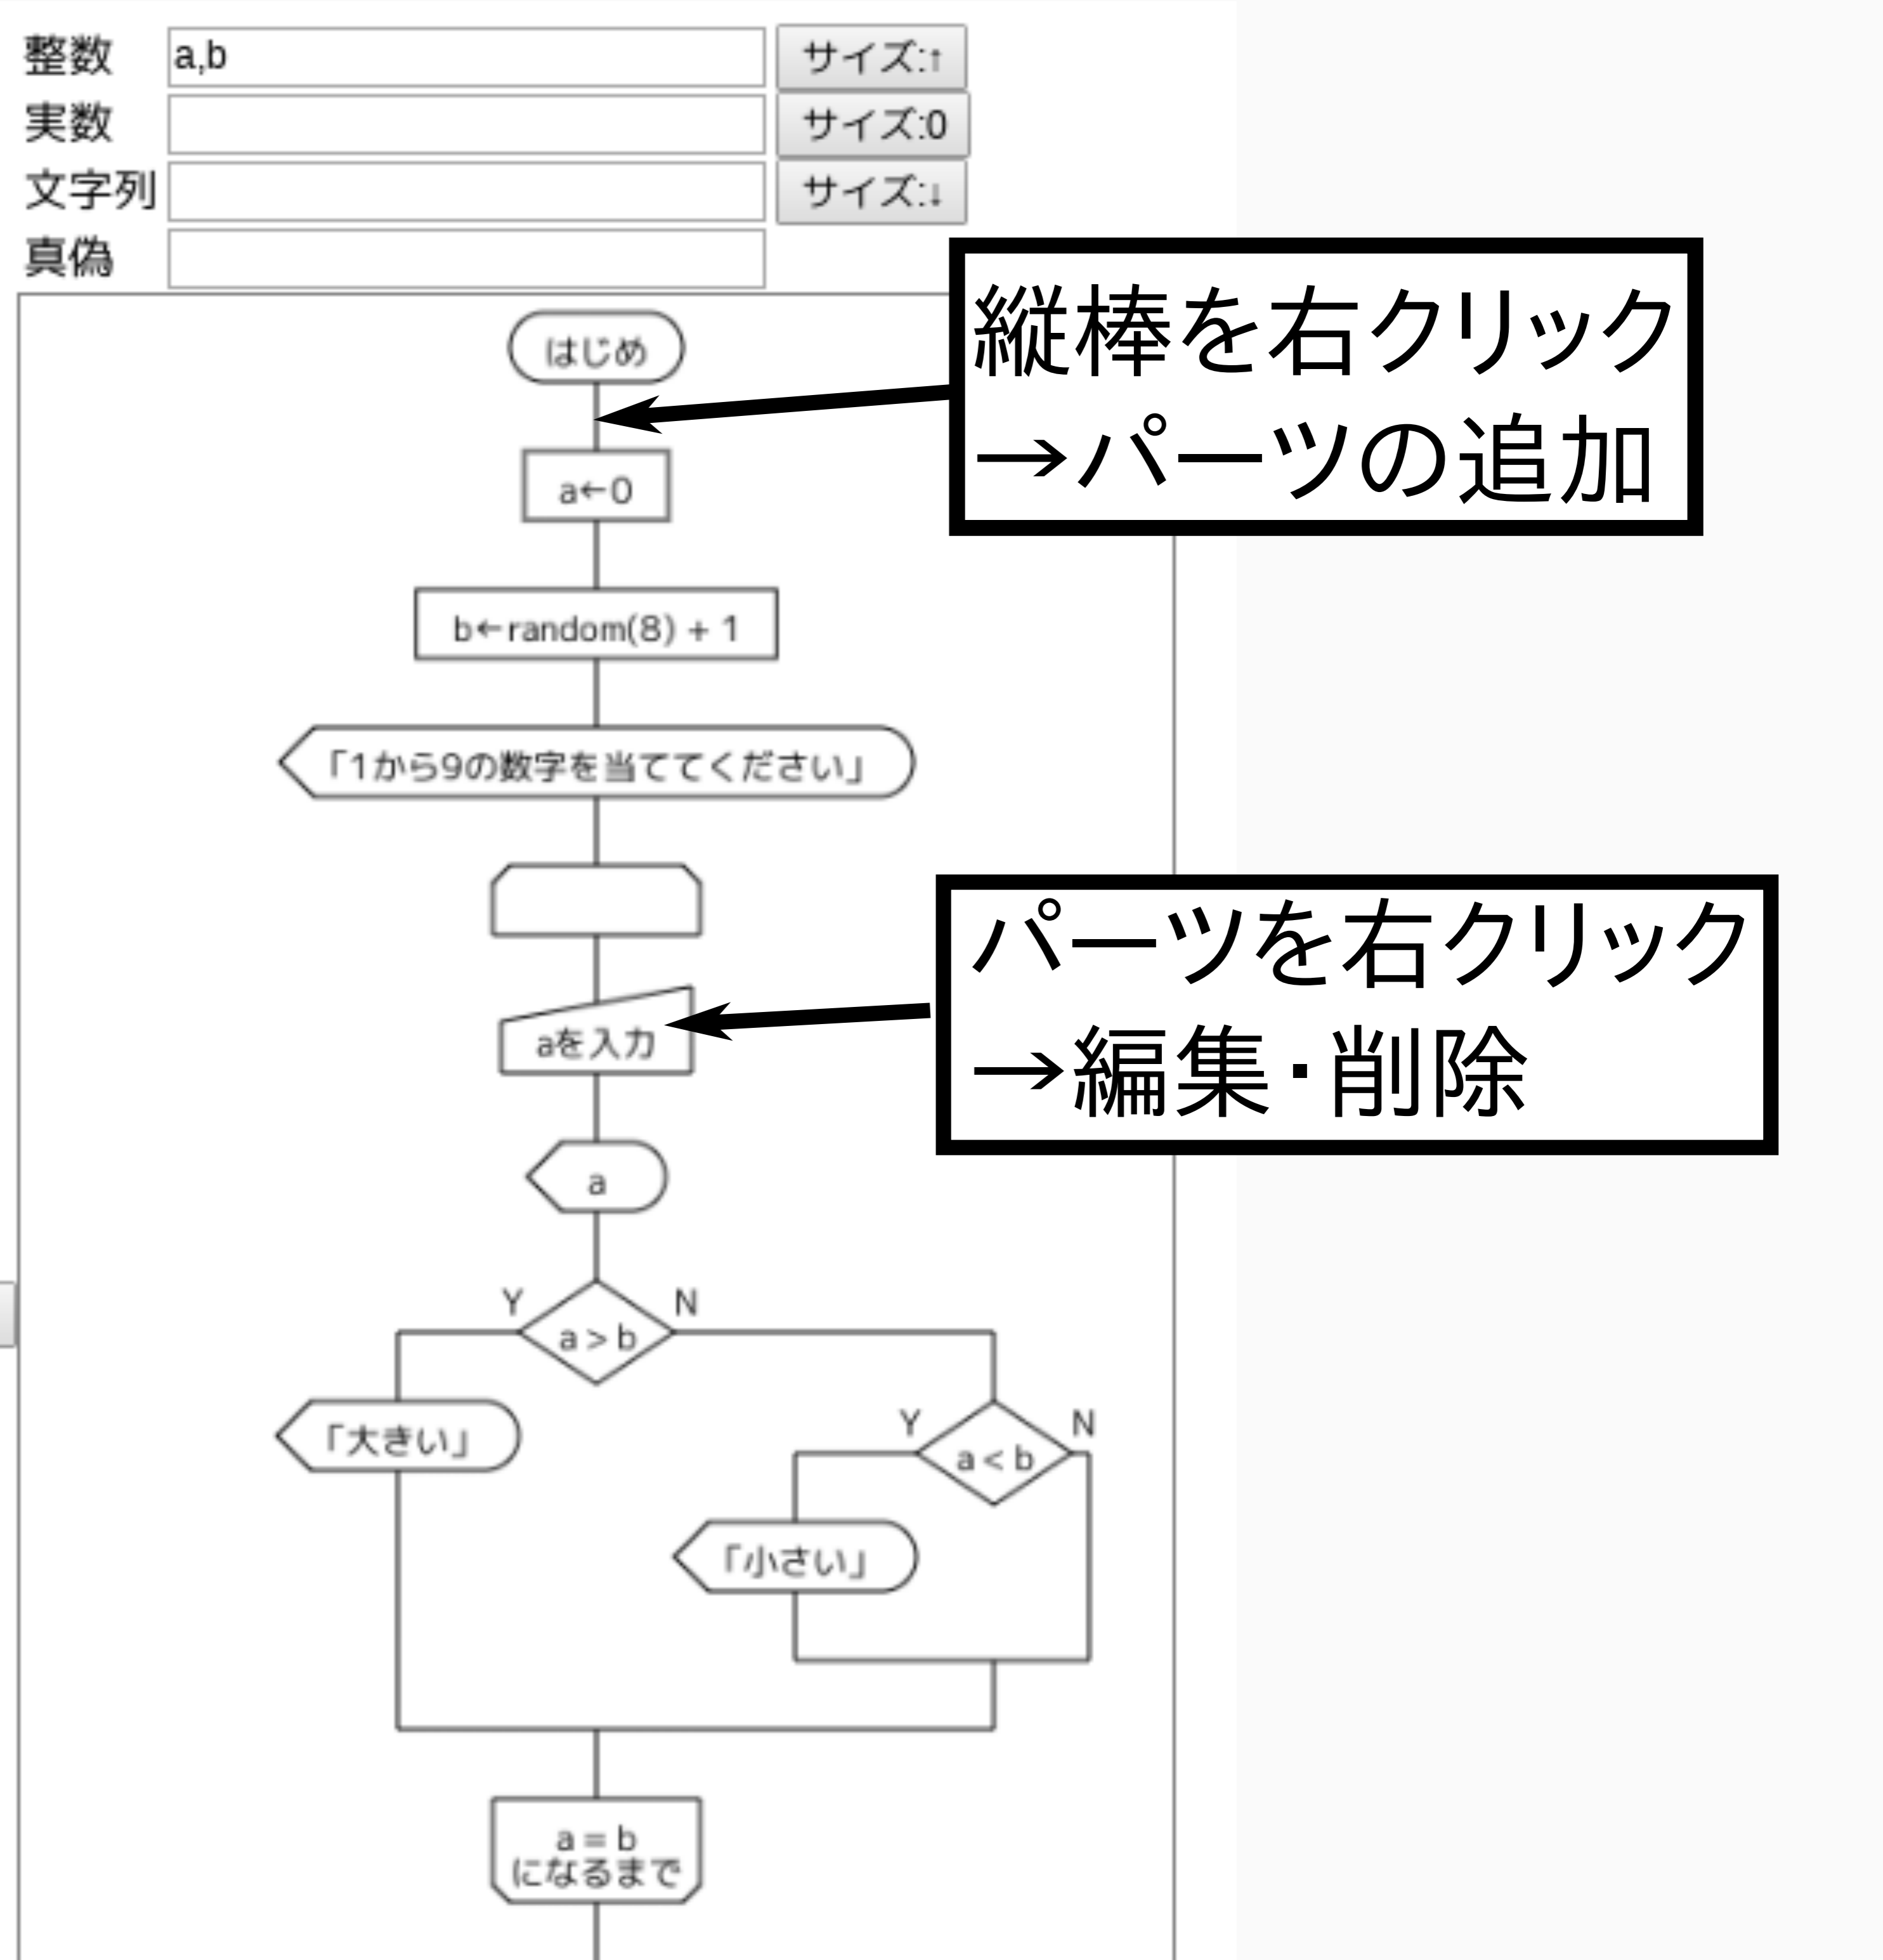 整数 a,b サイズ:↑
実数 サイズ:0
文字列 サイズ:↓
真偽
縦棒を右クリック
→パーツの追加
はじめ
a←0
b←random(8) + 1
「1から9の数字を当ててください」
パーツを右クリック
→編集・削除
aを入力
a
Y N
a > b
「大きい」
Y N
a < b
「小さい」
a = b
になるまで